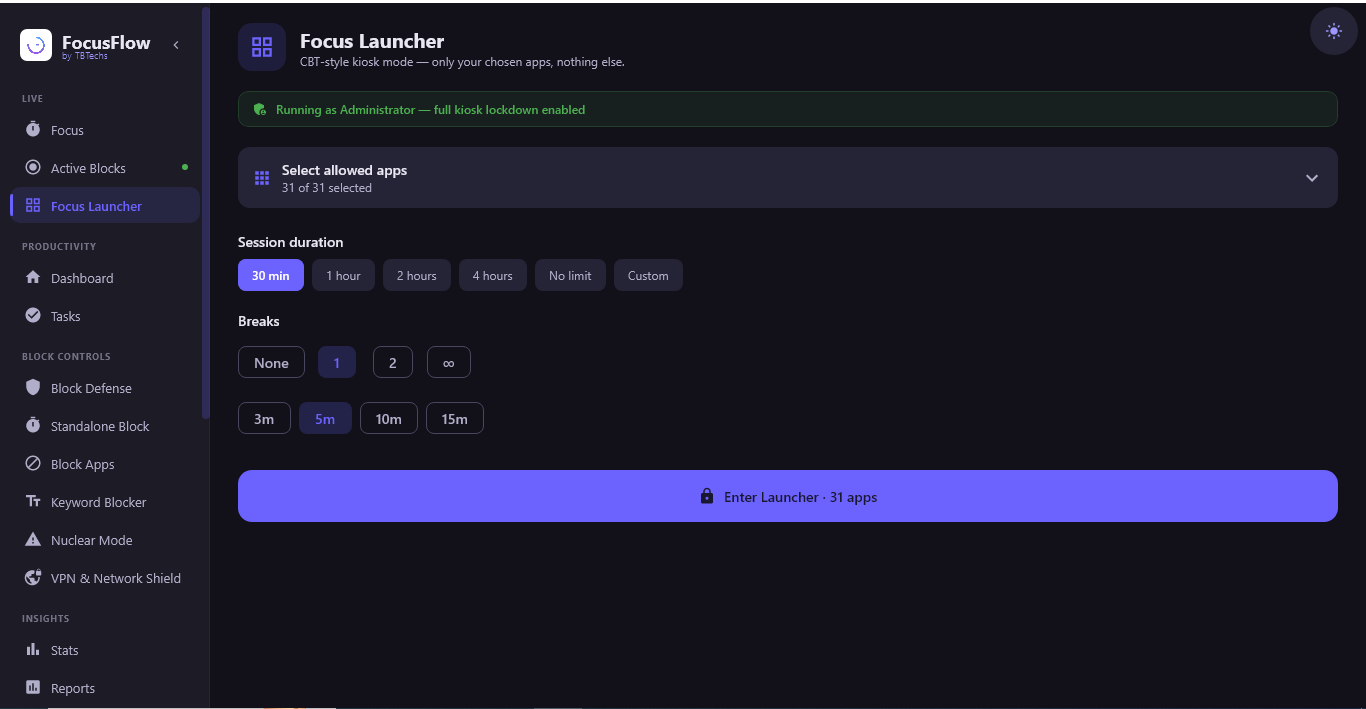 FocusFlow
by TBTechs
LIVE
Focus
Active Blocks
Focus Launcher
PRODUCTIVITY
Dashboard
Tasks
BLOCK CONTROLS
Block Defense
Standalone Block
Block Apps
Keyword Blocker
Nuclear Mode
VPN & Network Shield
INSIGHTS
Stats
Reports
Focus Launcher
CBT-style kiosk mode — only your chosen apps, nothing else.
Running as Administrator — full kiosk lockdown enabled
Select allowed apps
31 of 31 selected
Session duration
30 min 1 hour 2 hours 4 hours No limit Custom
Breaks
None 1 2 ∞
3m 5m 10m 15m
Enter Launcher · 31 apps